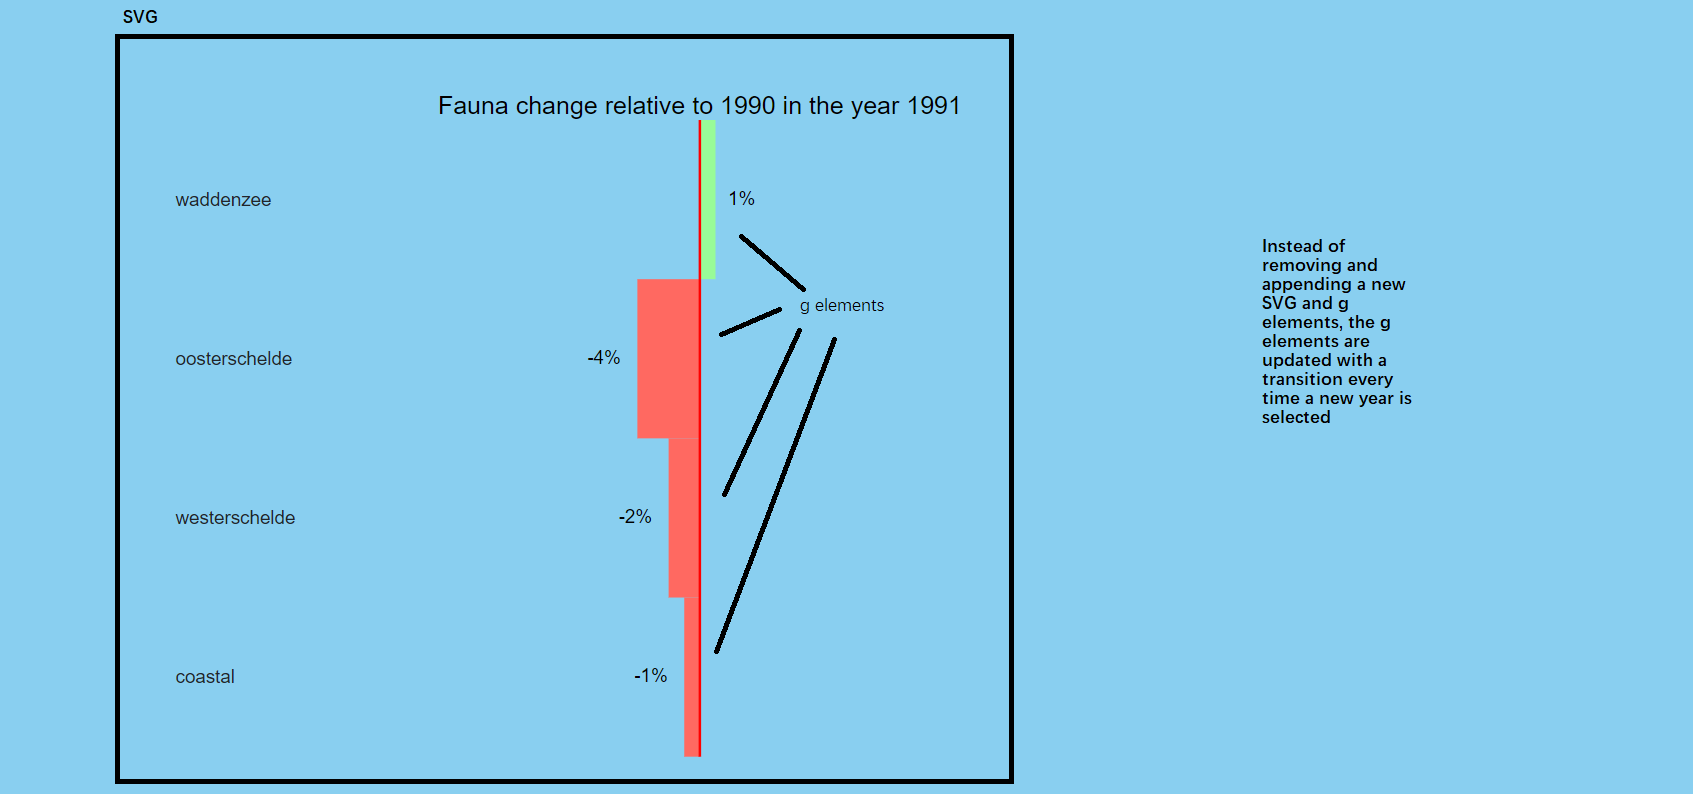 SVG
Fauna change relative to 1990 in the year 1991
waddenzee
1%
g elements
oosterschelde
-4%
westerschelde
-2%
coastal
-1%
Instead of
removing and
appending a new
SVG and g
elements, the g
elements are
updated with a
transition every
time a new year is
selected